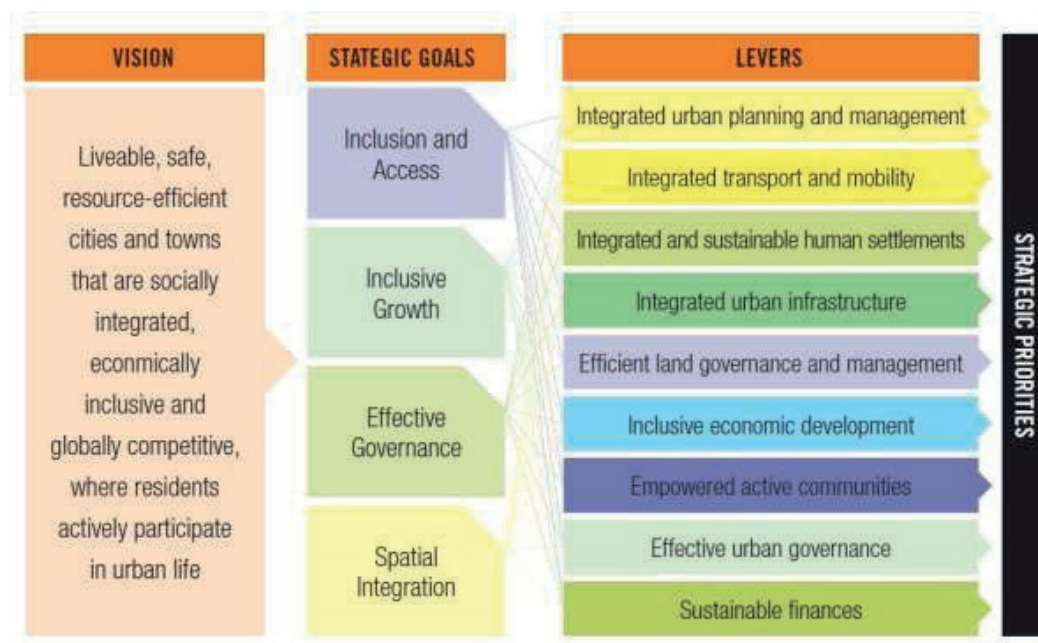 VISION
Liveable, safe,
resource-efficient
cities and towns
that are socially
integrated,
econmically
inclusive and
globally competitive,
where residents
actively participate
in urban life
STATEGIC GOALS
Inclusion and
Access
Inclusive
Growth
Effective
Governance
Spatial
Integration
LEVERS
Integrated urban planning and management
Integrated transport and mobility
Integrated and sustainable human settlements
Integrated urban infrastructure
Efficient land governance and management
Inclusive economic development
Empowered active communities
Effective urban governance
Sustainable finances
STRATEGIC PRIORITIES